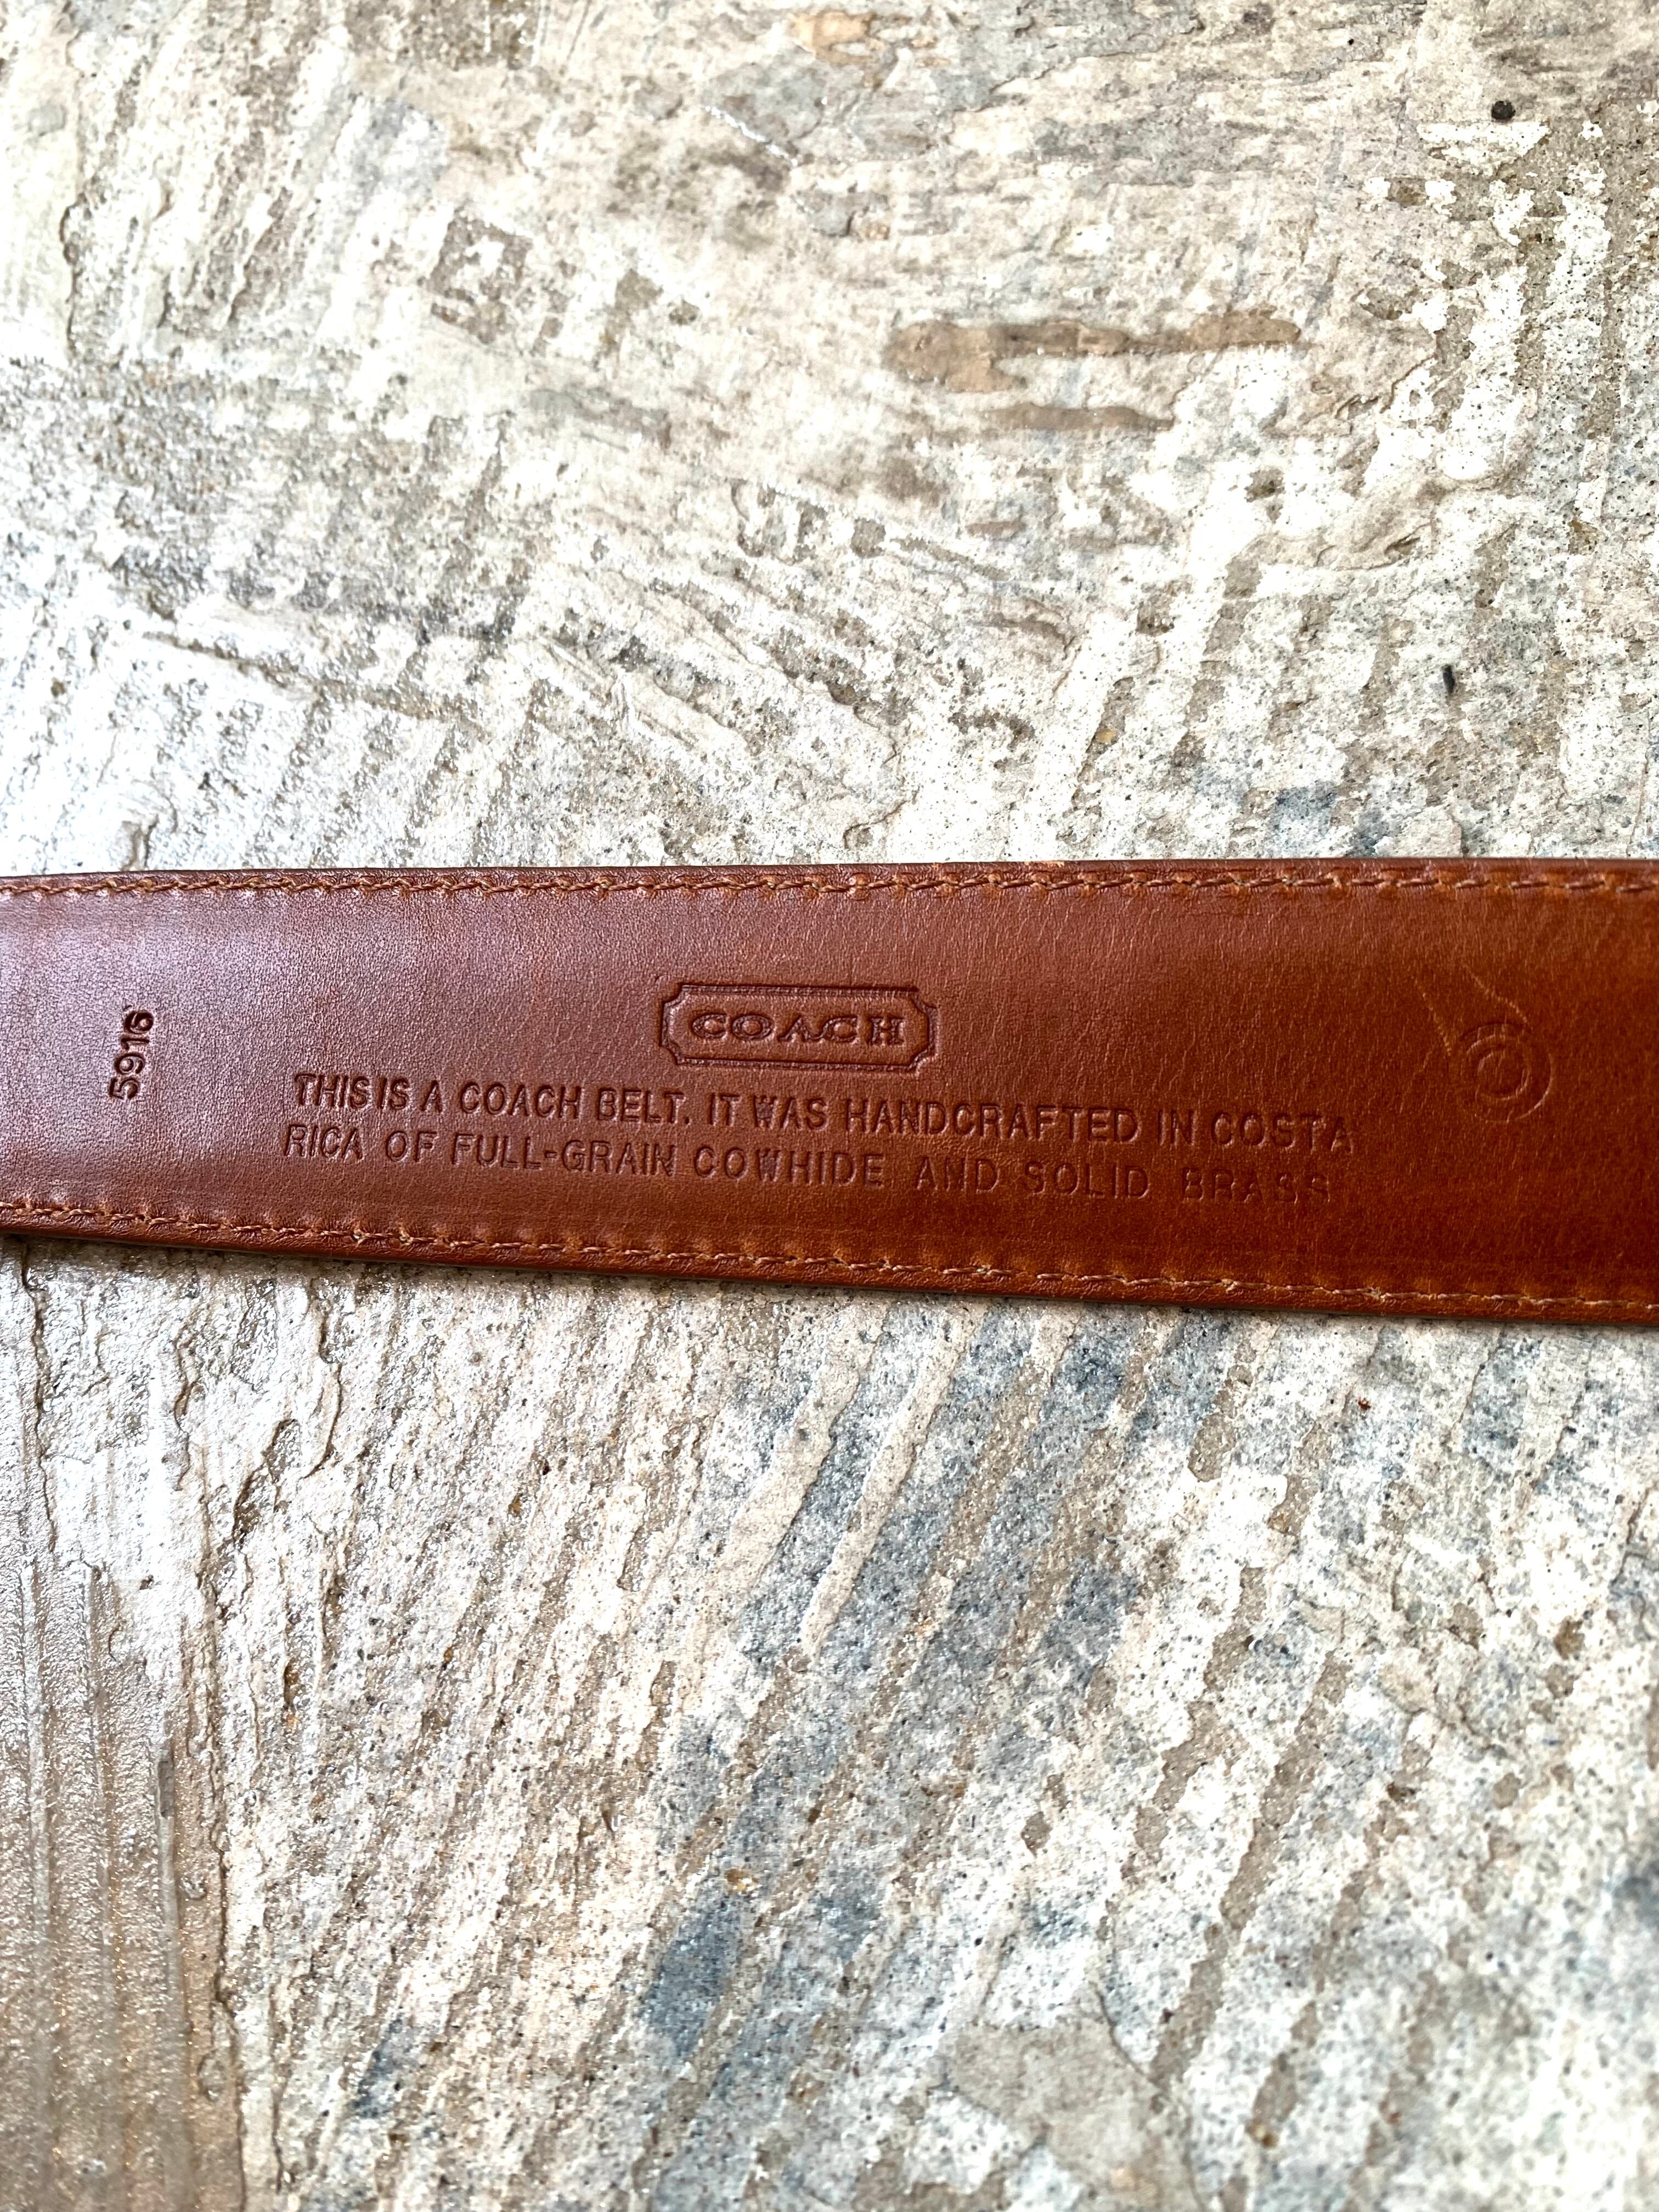 COACH
THIS IS A COACH BELT. IT WAS HANDCRAFTED IN COSTA
RICA OF FULL-GRAIN COWHIDE AND SOLID BRASS
5916